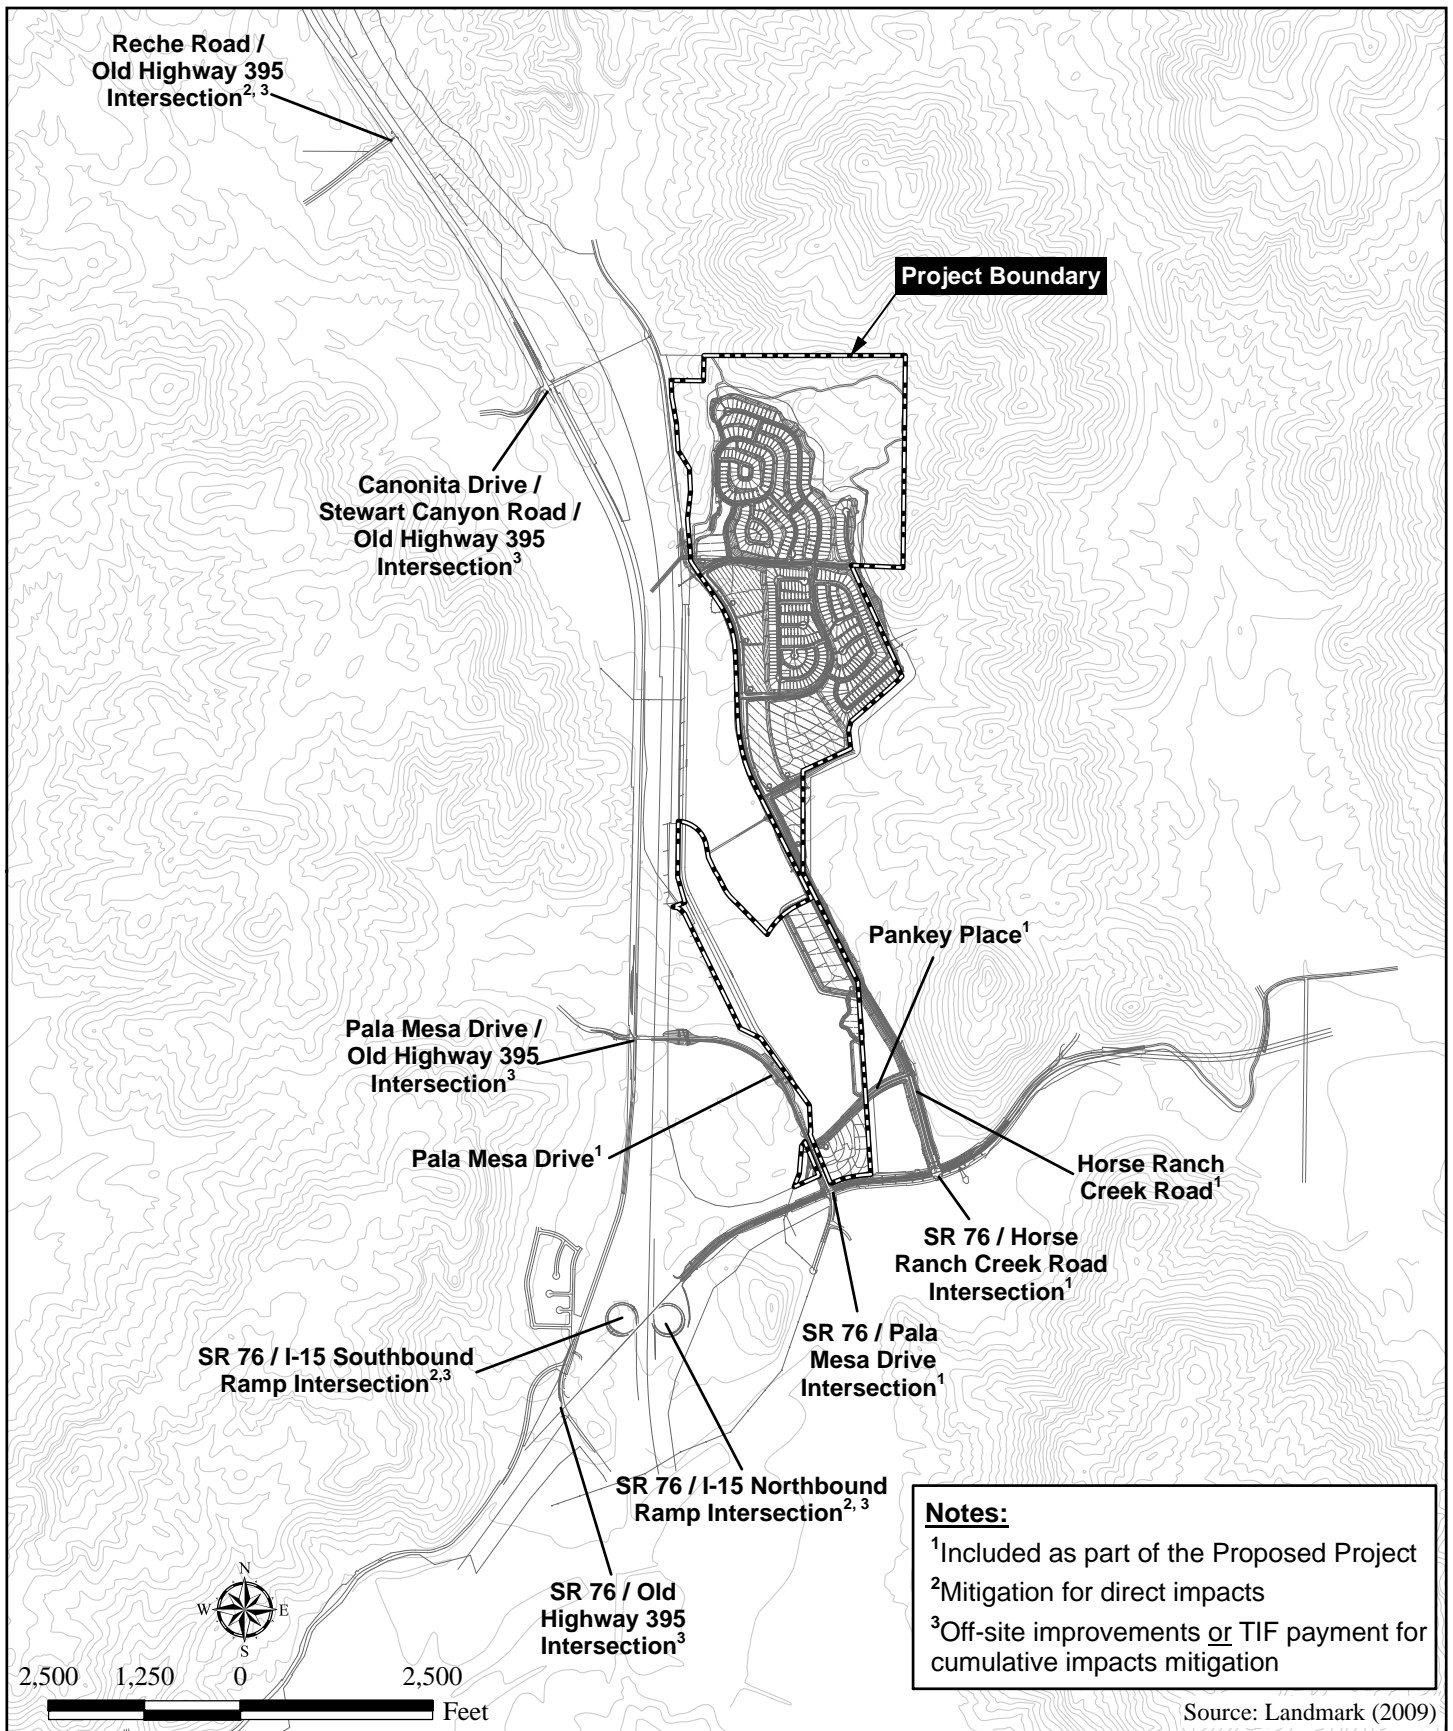 Reche Road /
Old Highway 395
Intersection2, 3
Project Boundary
Canonita Drive /
Stewart Canyon Road /
Old Highway 395
Intersection3
Pankey Place1
Pala Mesa Drive /
Old Highway 395
Intersection3
Pala Mesa Drive1
Horse Ranch
Creek Road1
SR 76 / Horse
Ranch Creek Road
Intersection1
SR 76 / Pala
Mesa Drive
Intersection1
SR 76 / I-15 Southbound
Ramp Intersection2,3
SR 76 / I-15 Northbound
Ramp Intersection2, 3
SR 76 / Old
Highway 395
Intersection3
Notes:
1Included as part of the Proposed Project
2Mitigation for direct impacts
3Off-site improvements or TIF payment for
cumulative impacts mitigation
N
W E
S
2,500 1,250 0 2,500
Feet
Source: Landmark (2009)